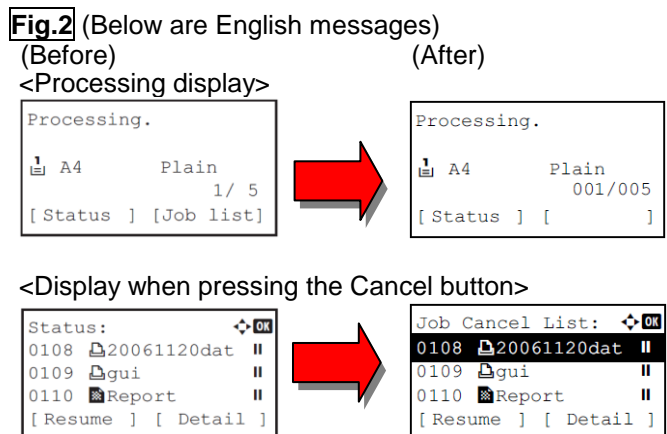 Fig.2 (Below are English messages)
(Before) (After)
<Processing display>
Processing.
1 A4 Plain
1/ 5
[Status ] [Job list]
Processing.
1 A4 Plain
001/005
[Status ] [ ]
<Display when pressing the Cancel button>
Status: OK
0108 20061120dat
0109 gui
0110 Report
[Resume ] [ Detail ]
Job Cancel List: OK
0108 20061120dat
0109 gui
0110 Report
[Resume ] [ Detail ]